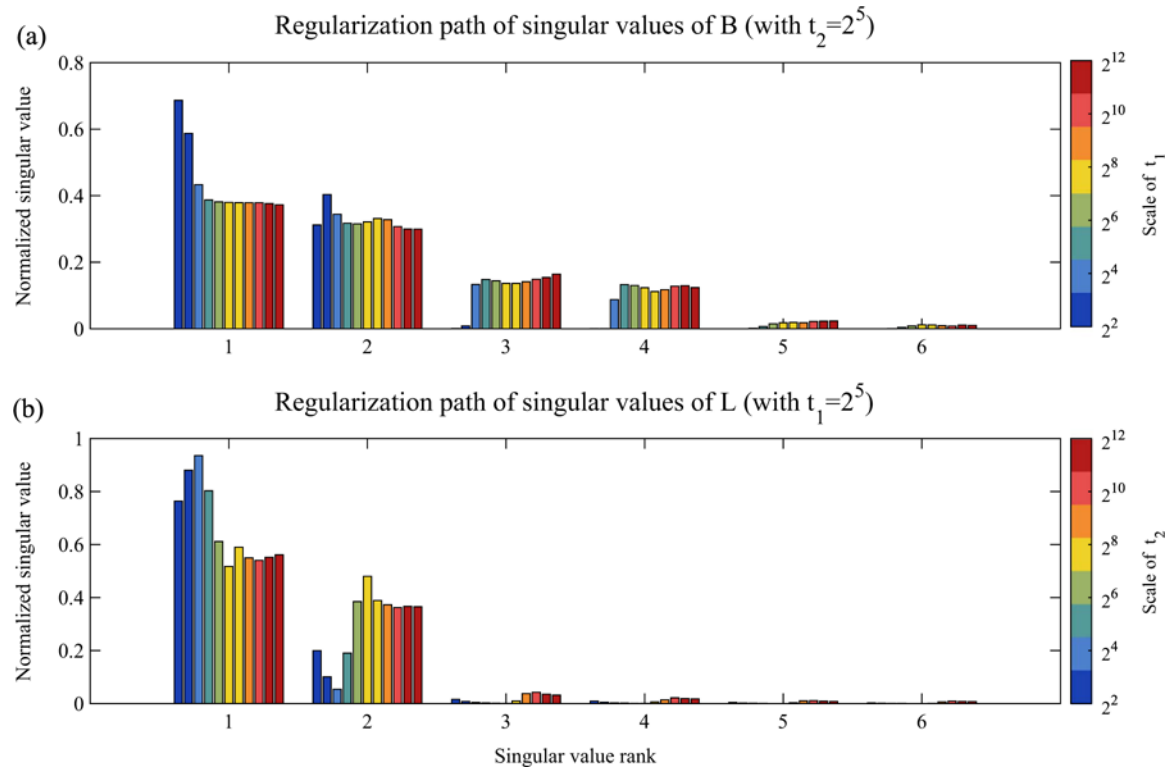 (a)
Regularization path of singular values of B (with t_2=2^5)
Normalized singular value
0.8
0.6
0.4
0.2
0
1 2 3 4 5 6
2^12
2^10
2^8
2^6
2^4
2^2
Scale of t_1
(b)
Regularization path of singular values of L (with t_1=2^5)
Normalized singular value
1
0.8
0.6
0.4
0.2
0
1 2 3 4 5 6
Singular value rank
2^12
2^10
2^8
2^6
2^4
2^2
Scale of t_2